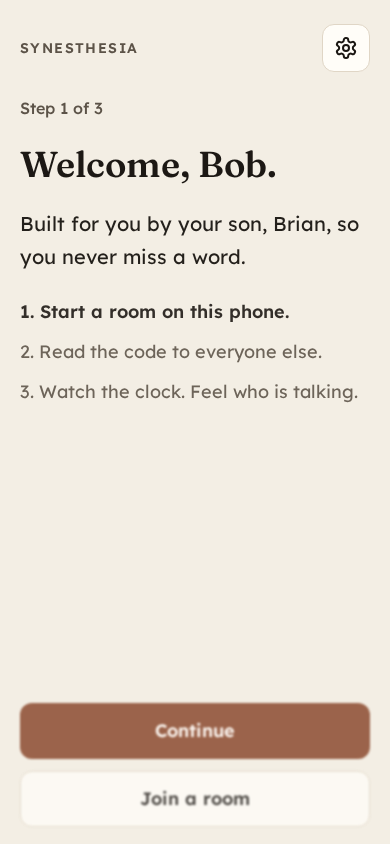 SYNESTHESIA
Step 1 of 3
Welcome, Bob.
Built for you by your son, Brian, so
you never miss a word.
1. Start a room on this phone.
2. Read the code to everyone else.
3. Watch the clock. Feel who is talking.
Continue
Join a room